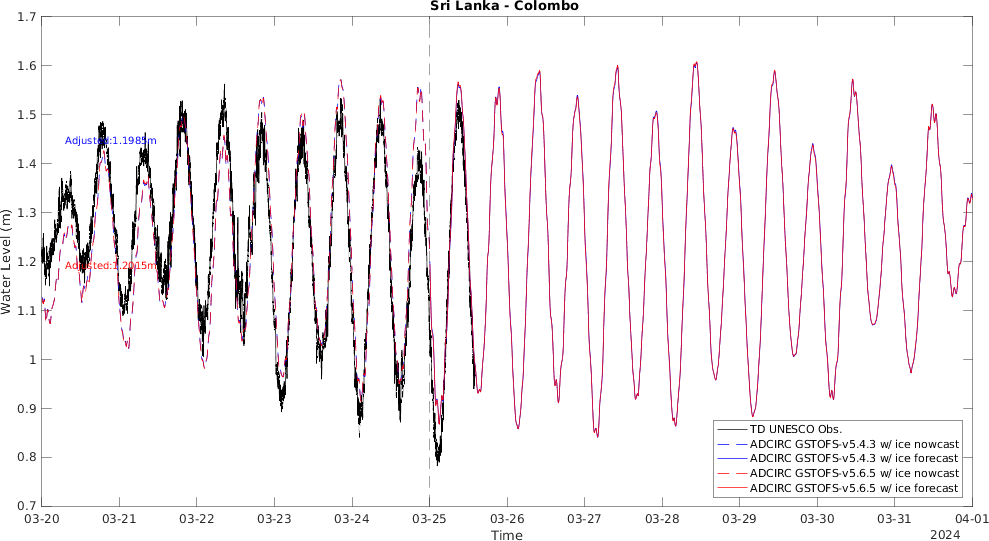 Sri Lanka - Colombo
1.7
1.6
1.5
1.4
1.3
1.2
1.1
1
0.9
0.8
0.7
Water Level (m)
Adjusted:1.1985m
Adjusted:1.2015m
TD UNESCO Obs.
ADCIRC GSTOFS-v5.4.3 w/ ice nowcast
ADCIRC GSTOFS-v5.4.3 w/ ice forecast
ADCIRC GSTOFS-v5.6.5 w/ ice nowcast
ADCIRC GSTOFS-v5.6.5 w/ ice forecast
03-20 03-21 03-22 03-23 03-24 03-25 03-26 03-27 03-28 03-29 03-30 03-31 04-01
Time
2024